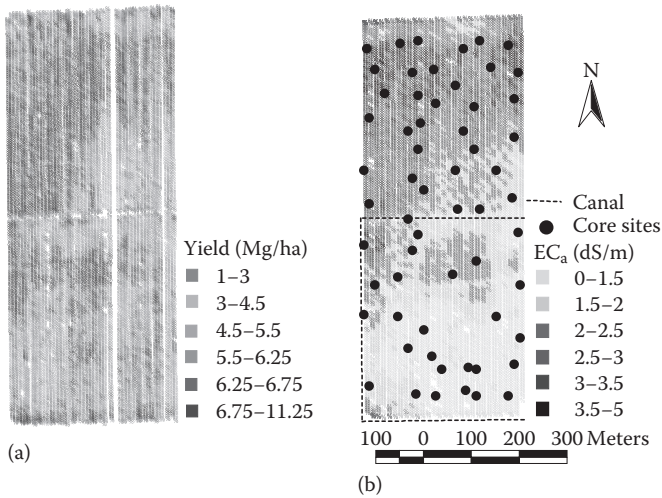 Yield (Mg/ha)
1–3
3–4.5
4.5–5.5
5.5–6.25
6.25–6.75
6.75–11.25
(a)
N
Canal
Core sites
ECa (dS/m)
0–1.5
1.5–2
2–2.5
2.5–3
3–3.5
3.5–5
100 0 100 200 300 Meters
(b)